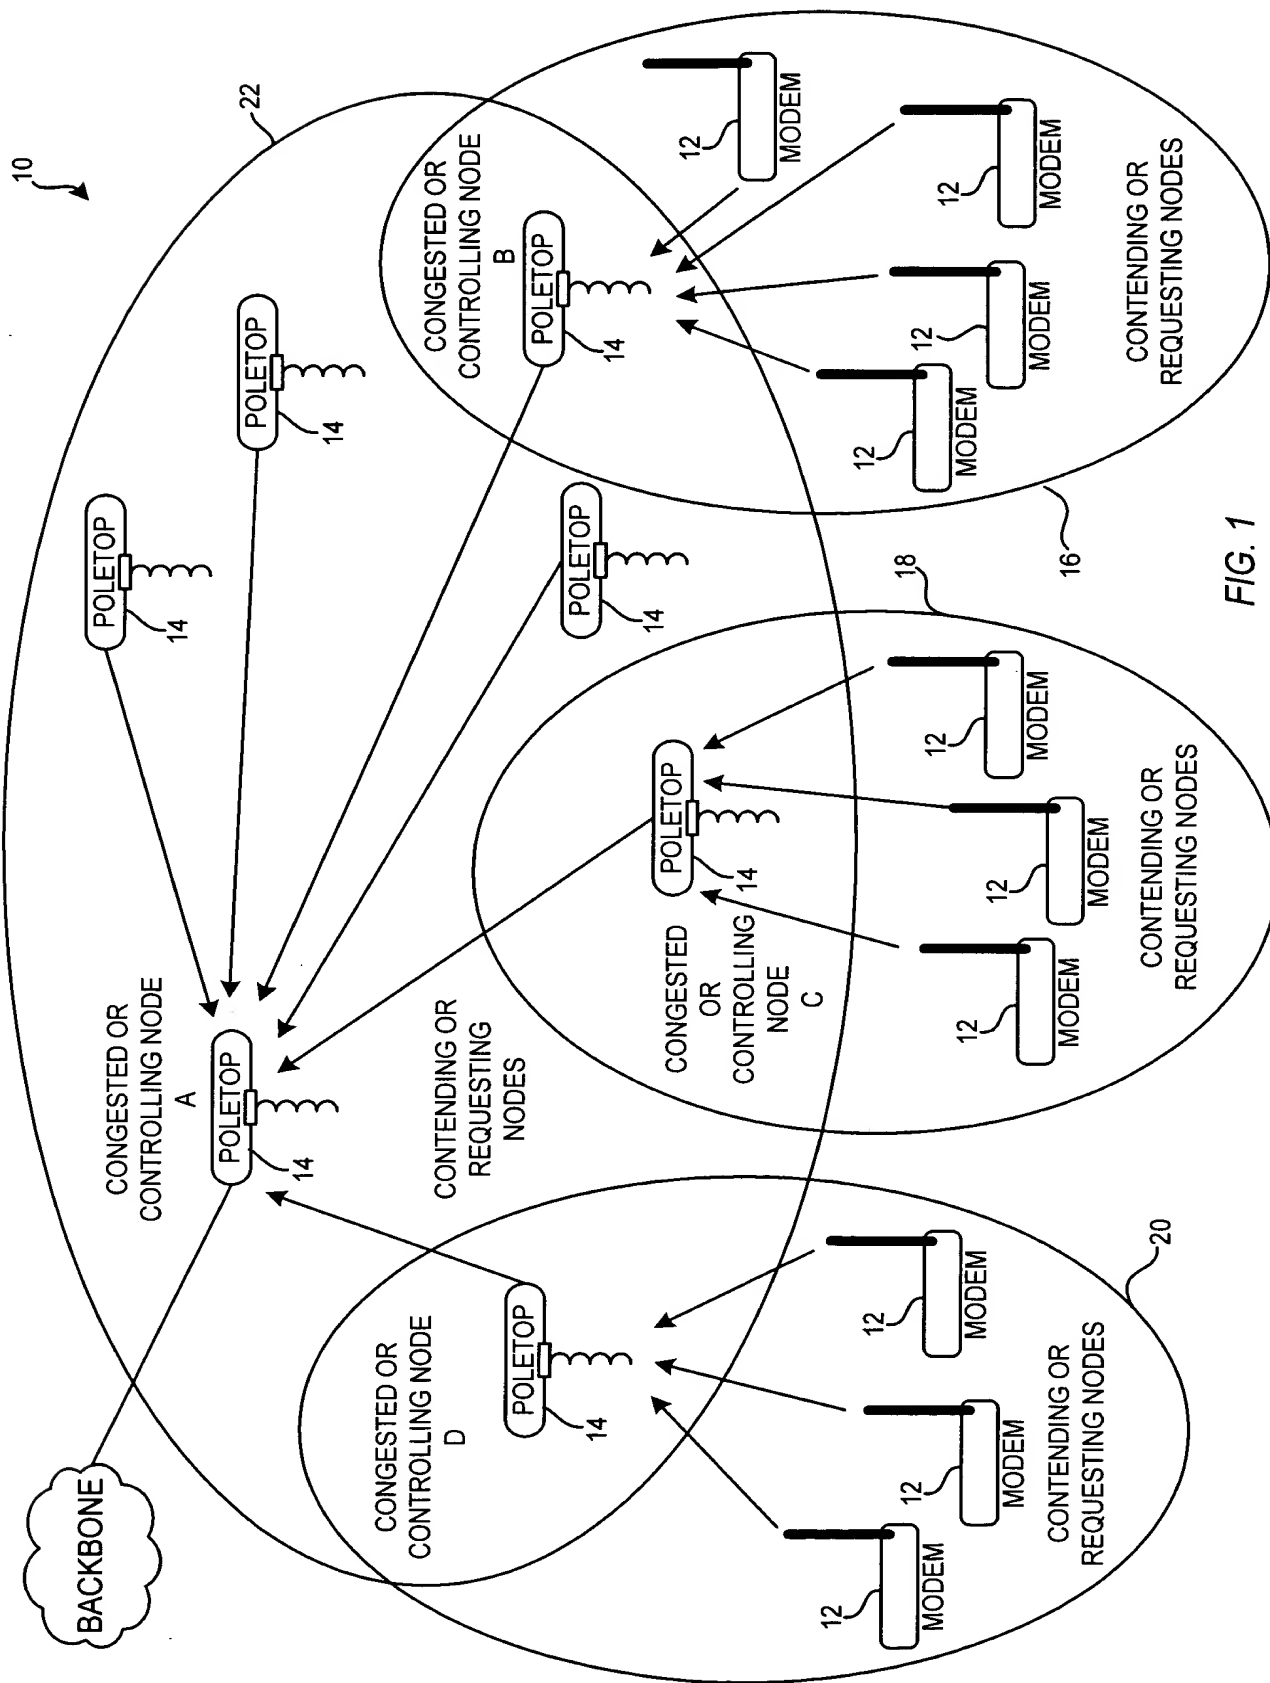 10
22
BACKBONE
CONGESTED OR
CONTROLLING NODE
A
POLETOP
14
POLETOP
14
POLETOP
14
CONTENDING OR
REQUESTING
NODES
CONGESTED OR
CONTROLLING NODE
D
POLETOP
14
CONGESTED
OR
CONTROLLING
NODE
C
POLETOP
14
POLETOP
14
CONGESTED OR
CONTROLLING NODE
B
POLETOP
14
12
MODEM
12
MODEM
12
MODEM
CONTENDING OR
REQUESTING NODES
20
12
MODEM
12
MODEM
12
MODEM
CONTENDING OR
REQUESTING NODES
18
12
MODEM
12
MODEM
12
MODEM
12
MODEM
CONTENDING OR
REQUESTING NODES
16
FIG. 1